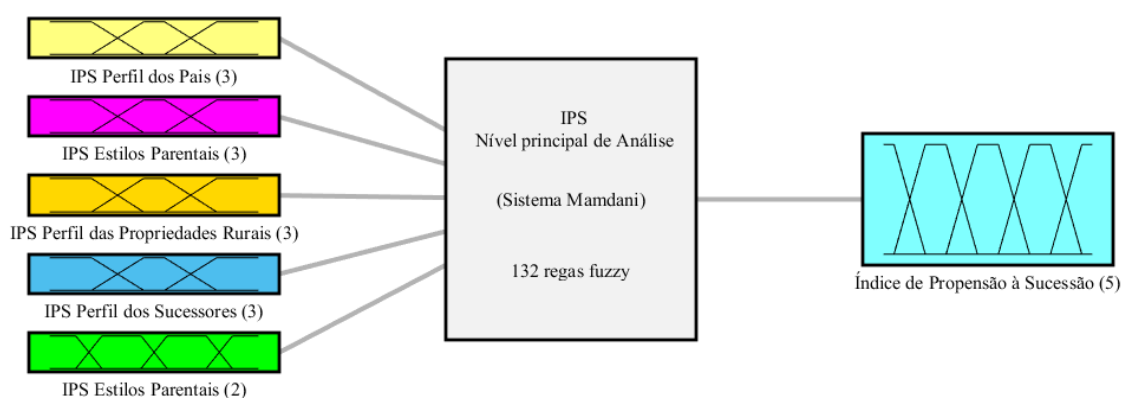 IPS Perfil dos Pais (3)
IPS Estilos Parentais (3)
IPS Perfil das Propriedades Rurais (3)
IPS Perfil dos Sucessores (3)
IPS Estilos Parentais (2)
IPS
Nível principal de Análise
(Sistema Mamdani)
132 regas fuzzy
Índice de Propensão à Sucessão (5)